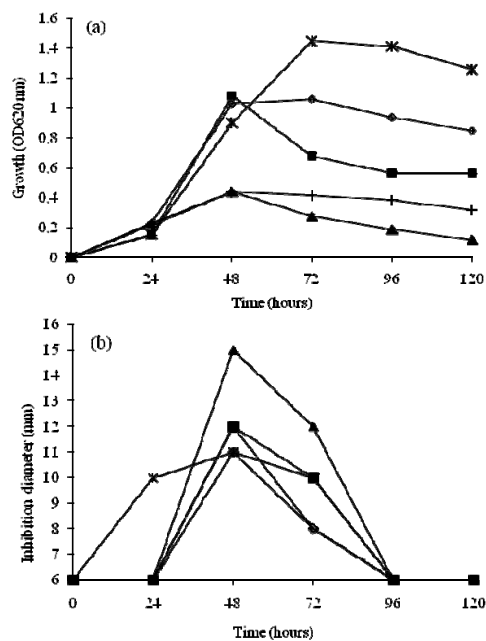 (a)
1.6
1.4
1.2
1
0.8
0.6
0.4
0.2
0
Growth (OD620nm)
0 24 48 72 96 120
Time (hours)
(b)
16
15
14
13
12
11
10
9
8
7
6
Inhibition diameter (mm)
0 24 48 72 96 120
Time (hours)